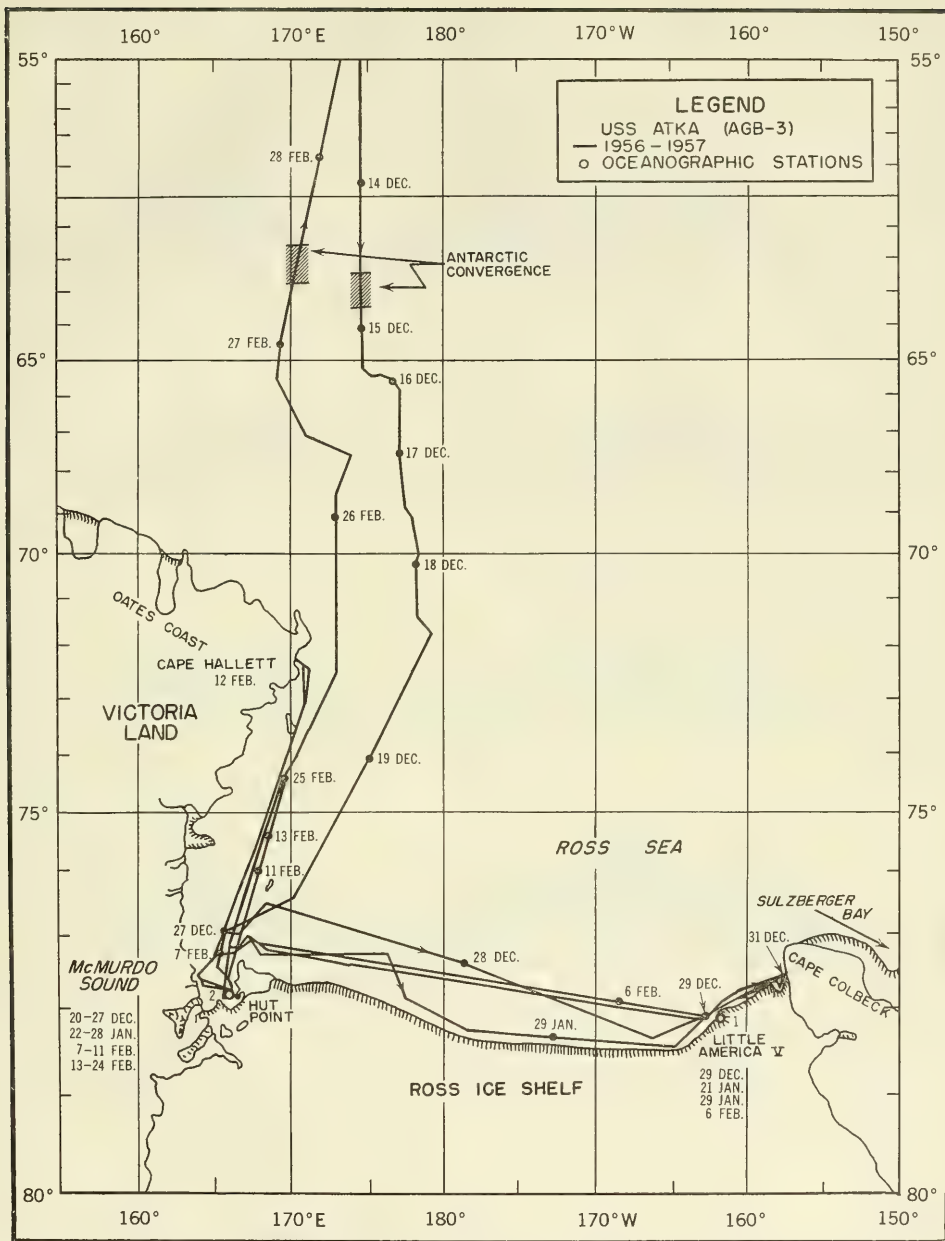 160°
170°E
180°
170°W
160°
150°
55°
55°
LEGEND
USS ATKA (AGB-3)
1956-1957
OCEANOGRAPHIC STATIONS
28 FEB.
14 DEC.
ANTARCTIC
CONVERGENCE
15 DEC.
27 FEB.
65°
65°
16 DEC.
17 DEC.
26 FEB.
70°
70°
18 DEC.
OATES COAST
CAPE HALLETT
12 FEB.
VICTORIA
LAND
19 DEC.
25 FEB.
75°
75°
13 FEB.
ROSS SEA
11 FEB.
SULZBERGER
BAY
27 DEC.
31 DEC.
7 FEB.
28 DEC.
CAPE COLBECK
McMURDO
SOUND
2
HUT
POINT
6 FEB.
29 DEC.
1
20-27 DEC.
22-28 JAN.
7-11 FEB.
13-24 FEB.
29 JAN.
LITTLE
AMERICA V
ROSS ICE SHELF
29 DEC.
21 JAN.
29 JAN.
6 FEB.
80°
80°
160°
170°E
180°
170°W
160°
150°